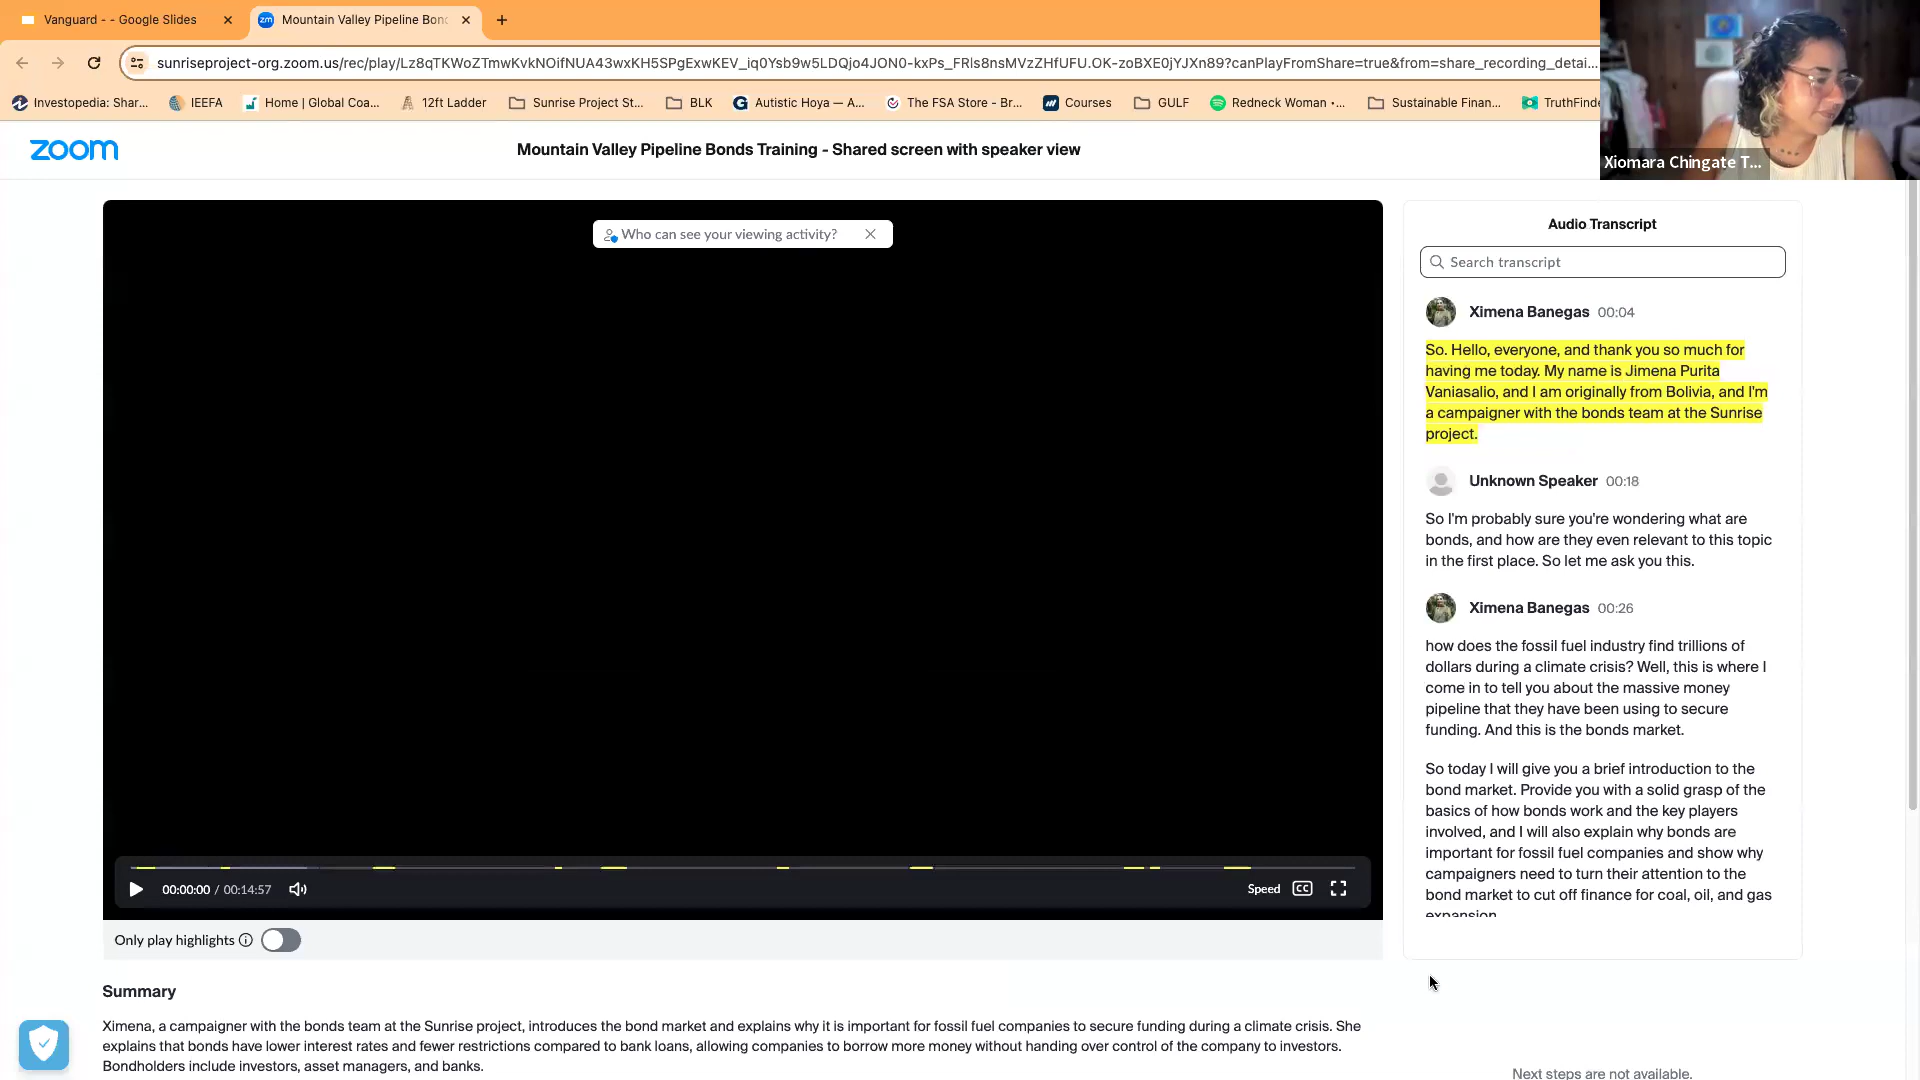 Vanguard - - Google Slides
Mountain Valley Pipeline Bon
sunriseproject-org.zoom.us/rec/play/Lz8qTKWoZTmwKvkNOifNUA43wxKH5SPgExwKEV_iq0Ysb9w5LDQjo4JON0-kxPs_FRls8nsMVzZHfUFU.OK-zoBXE0jYJXn89?canPlayFromShare=true&from=share_recording_detai...
Investopedia: Shar... IEEFA Home | Global Coa... 12ft Ladder Sunrise Project St... BLK Autistic Hoya — A... The FSA Store - Br... Courses GULF Redneck Woman •... Sustainable Finan... TruthFinde
Xiomara Chingate T...
zoom
Mountain Valley Pipeline Bonds Training - Shared screen with speaker view
Who can see your viewing activity?
Audio Transcript
Search transcript
Ximena Banegas 00:04
So. Hello, everyone, and thank you so much for
having me today. My name is Jimena Purita
Vaniasalio, and I am originally from Bolivia, and I'm
a campaigner with the bonds team at the Sunrise
project.
Unknown Speaker 00:18
So I'm probably sure you're wondering what are
bonds, and how are they even relevant to this topic
in the first place. So let me ask you this.
Ximena Banegas 00:26
how does the fossil fuel industry find trillions of
dollars during a climate crisis? Well, this is where I
come in to tell you about the massive money
pipeline that they have been using to secure
funding. And this is the bonds market.
So today I will give you a brief introduction to the
bond market. Provide you with a solid grasp of the
basics of how bonds work and the key players
involved, and I will also explain why bonds are
important for fossil fuel companies and show why
campaigners need to turn their attention to the
bond market to cut off finance for coal, oil, and gas
expansion
00:00:00 / 00:14:57
Speed CC
Only play highlights
Summary
Ximena, a campaigner with the bonds team at the Sunrise project, introduces the bond market and explains why it is important for fossil fuel companies to secure funding during a climate crisis. She
explains that bonds have lower interest rates and fewer restrictions compared to bank loans, allowing companies to borrow more money without handing over control of the company to investors.
Bondholders include investors, asset managers, and banks.
Next steps are not available.